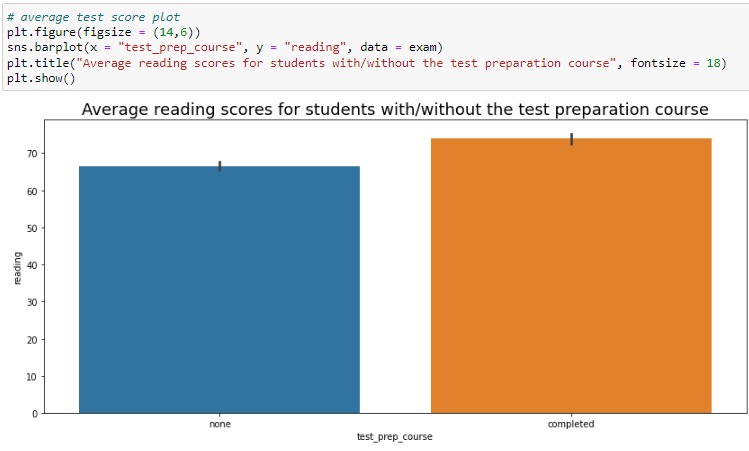 # average test score plot
plt.figure(figsize = (14,6))
sns.barplot(x = "test_prep_course", y = "reading", data = exam)
plt.title("Average reading scores for students with/without the test preparation course", fontsize = 18)
plt.show()
Average reading scores for students with/without the test preparation course
70
60
50
40
30
20
10
0
reading
none
completed
test_prep_course